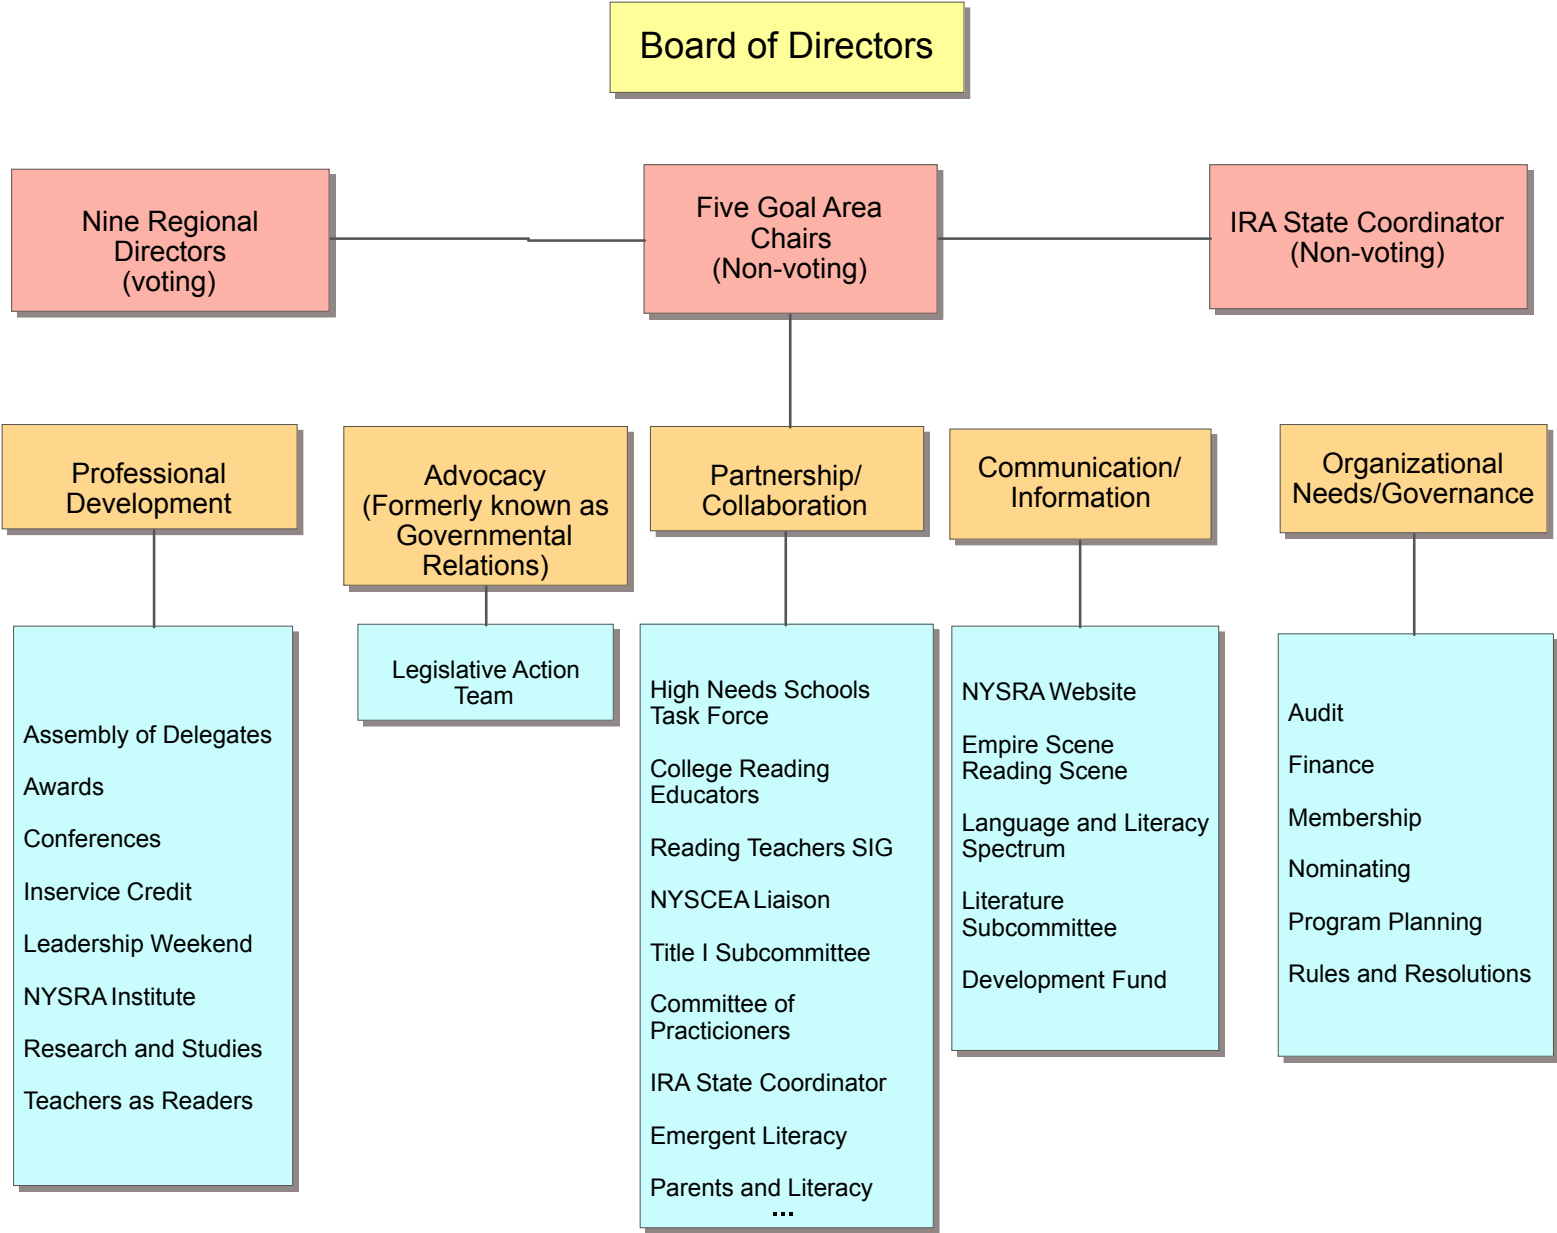 Board of Directors
Nine Regional
Directors
(voting)
Five Goal Area
Chairs
(Non-voting)
IRA State Coordinator
(Non-voting)
Professional
Development
Advocacy
(Formerly known as
Governmental
Relations)
Partnership/
Collaboration
Communication/
Information
Organizational
Needs/Governance
Assembly of Delegates
Awards
Conferences
Inservice Credit
Leadership Weekend
NYSRA Institute
Research and Studies
Teachers as Readers
Legislative Action
Team
High Needs Schools
Task Force
College Reading
Educators
Reading Teachers SIG
NYSCEA Liaison
Title I Subcommittee
Committee of
Practicioners
IRA State Coordinator
Emergent Literacy
Parents and Literacy
...
NYSRA Website
Empire Scene
Reading Scene
Language and Literacy
Spectrum
Literature
Subcommittee
Development Fund
Audit
Finance
Membership
Nominating
Program Planning
Rules and Resolutions